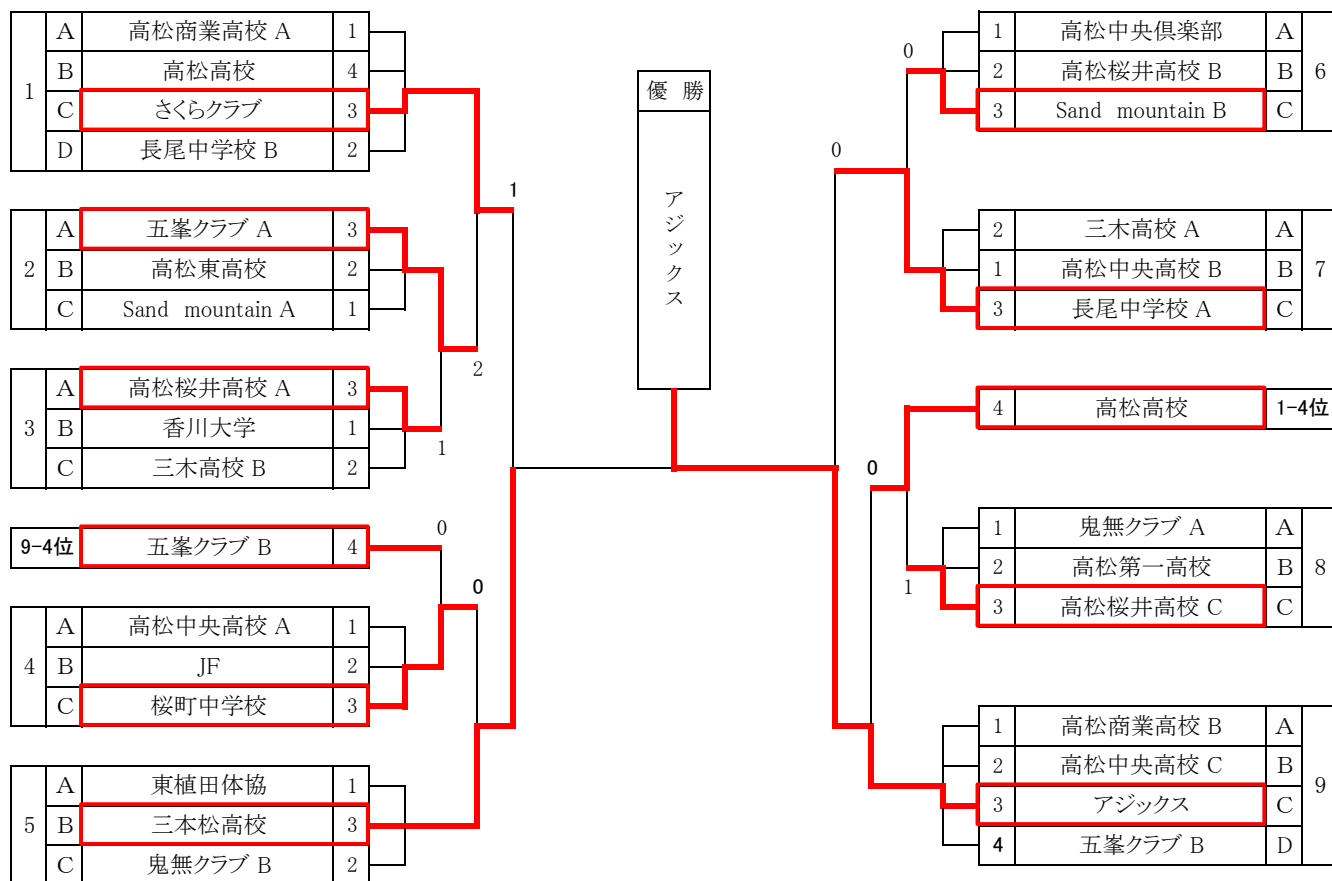 1
A 高松商業高校 A 1
B 高松高校 4
C さくらクラブ 3
D 長尾中学校 B 2
1
2
A 五峯クラブ A 3
B 高松東高校 2
C Sand mountain A 1
2
3
A 高松桜井高校 A 3
B 香川大学 1
C 三木高校 B 2
1
9-4位 五峯クラブ B 4
0
0
4
A 高松中央高校 A 1
B JF 2
C 桜町中学校 3
5
A 東植田体協 1
B 三本松高校 3
C 鬼無クラブ B 2
優 勝
アジックス
0
0
1 高松中央倶楽部 A
2 高松桜井高校 B B
3 Sand mountain B C
6
2 三木高校 A A
1 高松中央高校 B B
3 長尾中学校 A C
7
4 高松高校 1-4位
0
1
1 鬼無クラブ A A
2 高松第一高校 B
3 高松桜井高校 C C
8
1 高松商業高校 B A
2 高松中央高校 C B
3 アジックス C
4 五峯クラブ B D
9